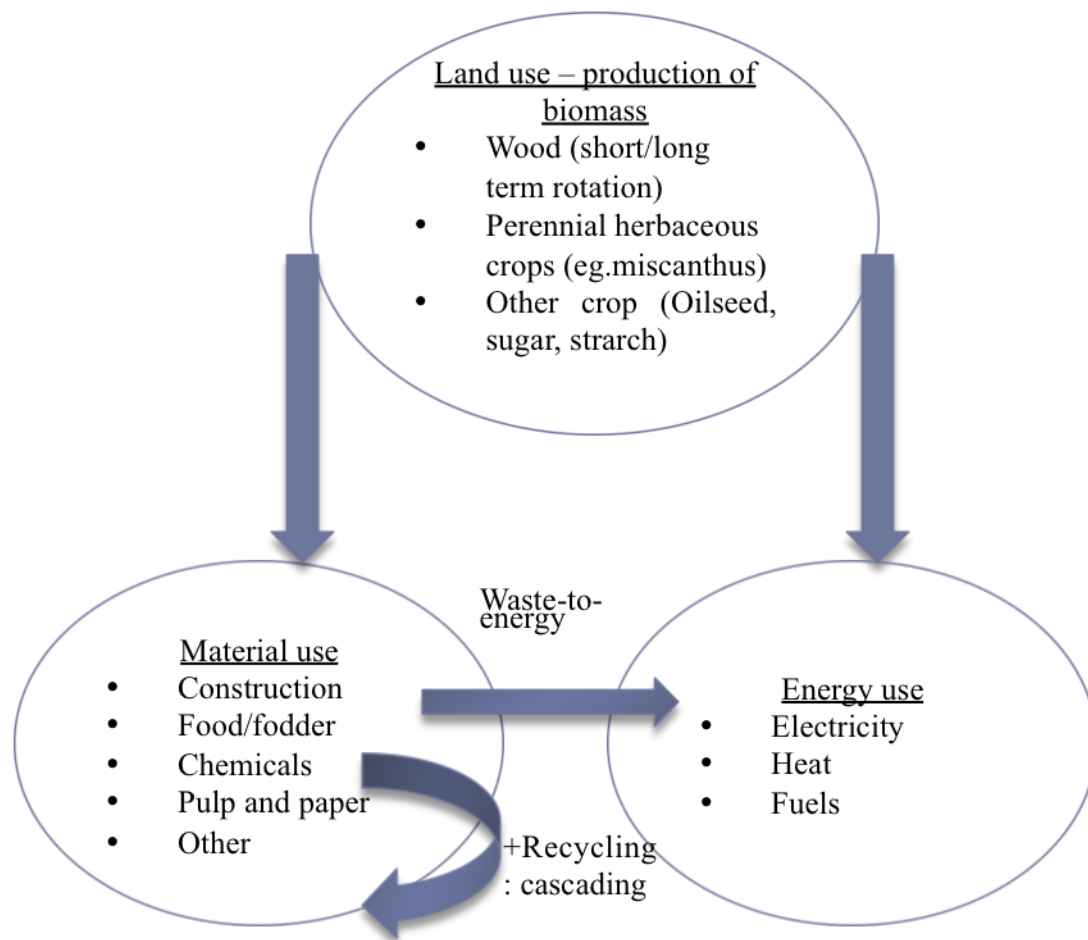 Land use – production of
biomass
• Wood (short/long
term rotation)
• Perennial herbaceous
crops (eg.miscanthus)
• Other crop (Oilseed,
sugar, strarch)
Waste-to-
energy
Material use
• Construction
• Food/fodder
• Chemicals
• Pulp and paper
• Other
+Recycling
: cascading
Energy use
• Electricity
• Heat
• Fuels